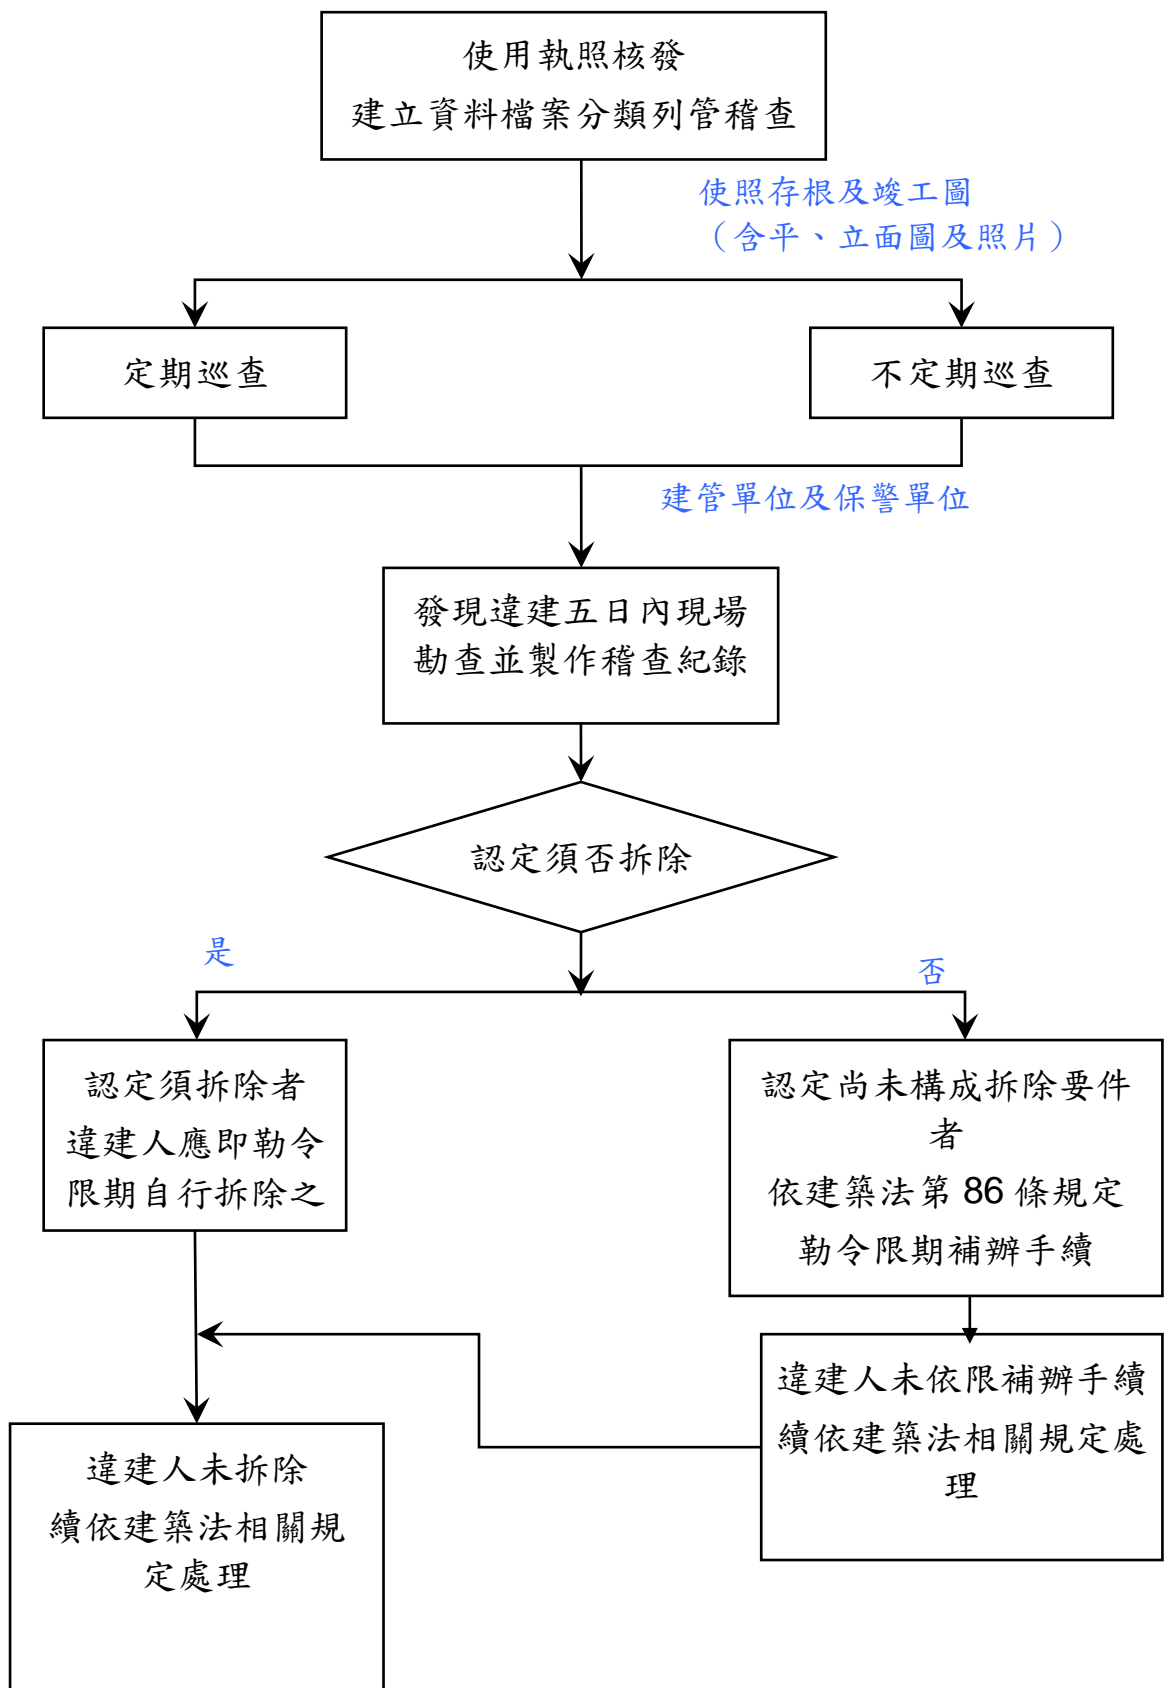 使用執照核發
建立資料檔案分類列管稽查
使照存根及竣工圖
（含平、立面圖及照片）
定期巡查
不定期巡查
建管單位及保警單位
發現違建五日內現場
勘查並製作稽查紀錄
認定須否拆除
是
否
認定須拆除者
違建人應即勒令
限期自行拆除之
認定尚未構成拆除要件
者
依建築法第 86 條規定
勒令限期補辦手續
違建人未依限補辦手續
續依建築法相關規定處
理
違建人未拆除
續依建築法相關規
定處理